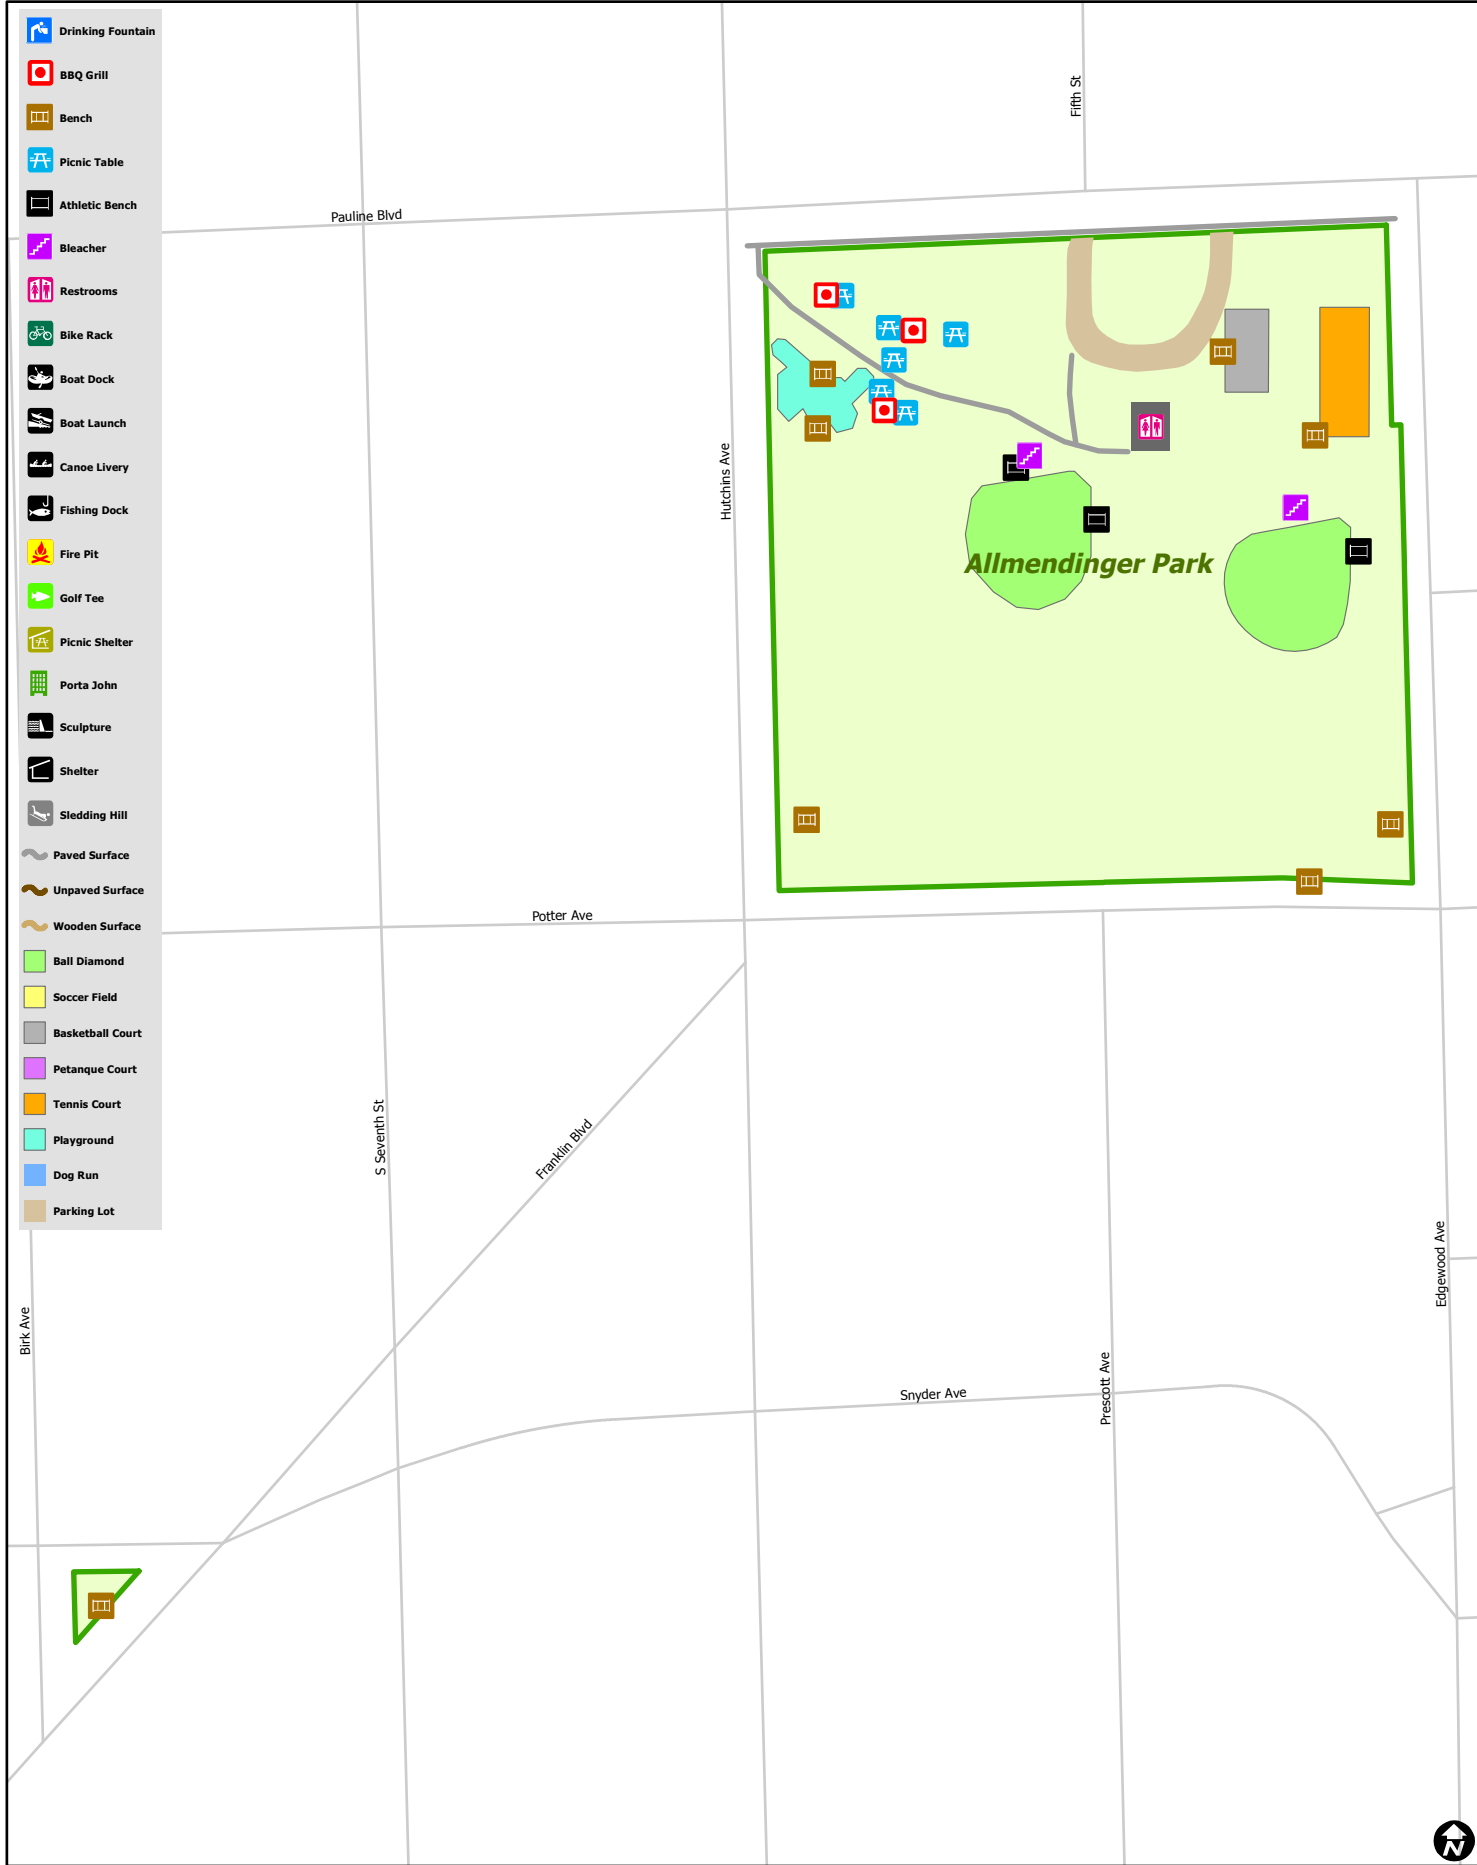 Drinking Fountain
BBQ Grill
Bench
Picnic Table
Athletic Bench
Bleacher
Restrooms
Bike Rack
Boat Dock
Boat Launch
Canoe Livery
Fishing Dock
Fire Pit
Golf Tee
Picnic Shelter
Porta John
Sculpture
Shelter
Sledding Hill
Paved Surface
Unpaved Surface
Wooden Surface
Ball Diamond
Soccer Field
Basketball Court
Petanque Court
Tennis Court
Playground
Dog Run
Parking Lot
Fifth St
Pauline Blvd
Hutchins Ave
Allmendinger Park
Potter Ave
S Seventh St
Franklin Blvd
Edgewood Ave
Birk Ave
Prescott Ave
Snyder Ave
N